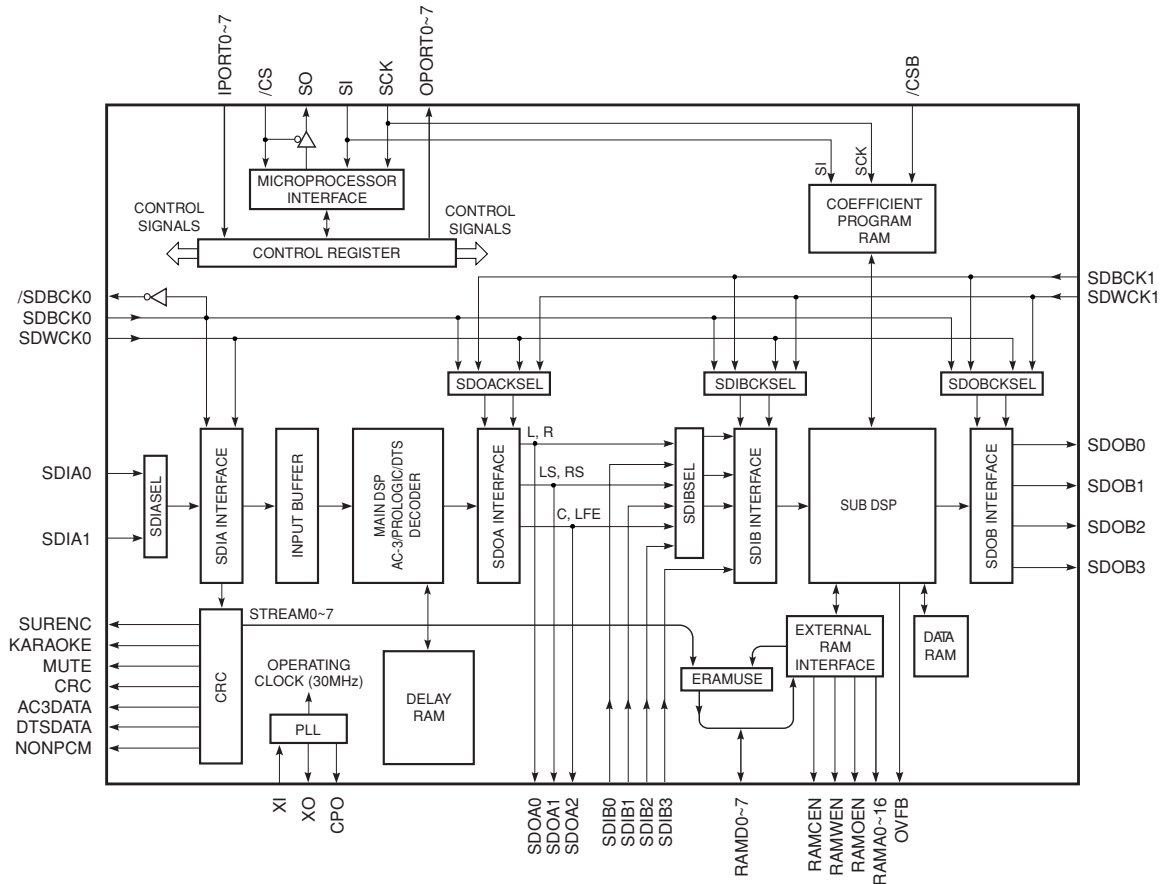 IPORT0~7
/CS
SO
SI
SCK
OPORT0~7
/CSB
SI
SCK
MICROPROCESSOR
INTERFACE
COEFFICIENT
PROGRAM
RAM
CONTROL
SIGNALS
CONTROL
SIGNALS
CONTROL REGISTER
/SDBCK0
SDBCK0
SDWCK0
SDBCK1
SDWCK1
SDOACKSEL
SDIBCKSEL
SDOBCKSEL
SDIA0
SDIA1
SDIASEL
SDIA INTERFACE
INPUT BUFFER
MAIN DSP
AC-3/PROLOGIC/DTS
DECODER
SDOA INTERFACE
L, R
LS, RS
C, LFE
SDIBSEL
SDIB INTERFACE
SUB DSP
SDOB INTERFACE
SDOB0
SDOB1
SDOB2
SDOB3
SURENC
KARAOKE
MUTE
CRC
AC3DATA
DTSDATA
NONPCM
CRC
STREAM0~7
OPERATING
CLOCK (30MHz)
PLL
DELAY
RAM
ERAMUSE
EXTERNAL
RAM
INTERFACE
DATA
RAM
XI
XO
CPO
SDOA0
SDOA1
SDOA2
SDIB0
SDIB1
SDIB2
SDIB3
RAMD0~7
RAMCEN
RAMWEN
RAMOEN
RAMA0~16
OVFB